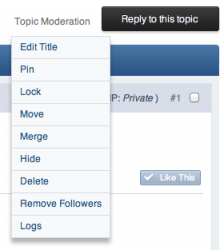 Topic Moderation Reply to this topic
Edit Title
Pin
Lock
Move IP: Private ) #1
Merge
Hide
Delete Like This
Remove Followers
Logs